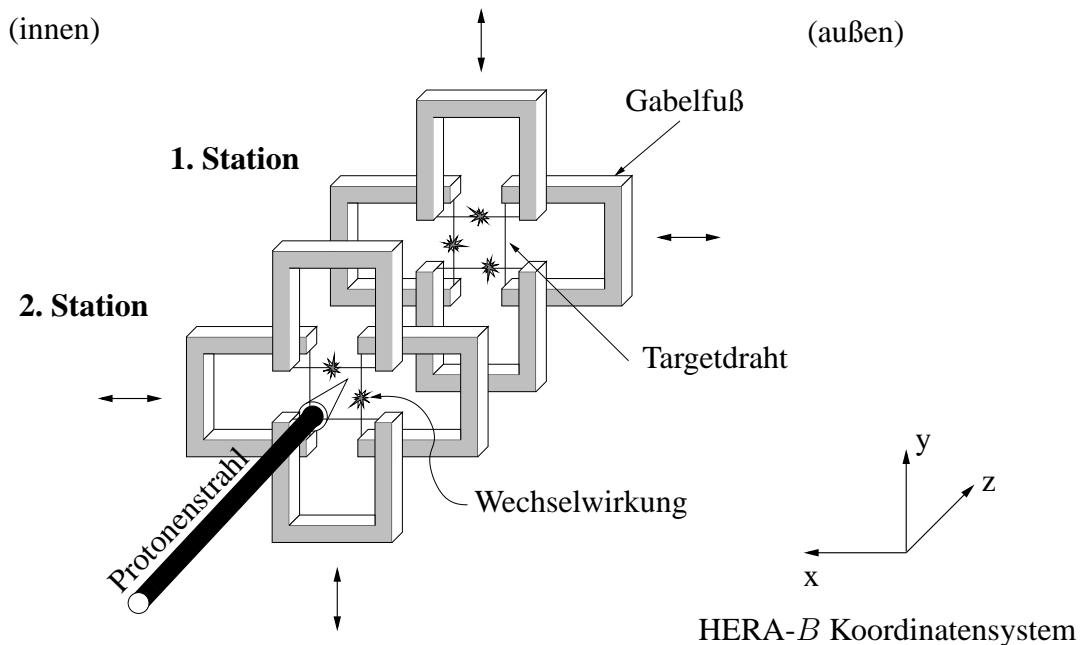 (innen)
(außen)
Gabelfuß
1. Station
2. Station
Targetdraht
Protonenstrahl
Wechselwirkung
y
z
x
HERA-B Koordinatensystem